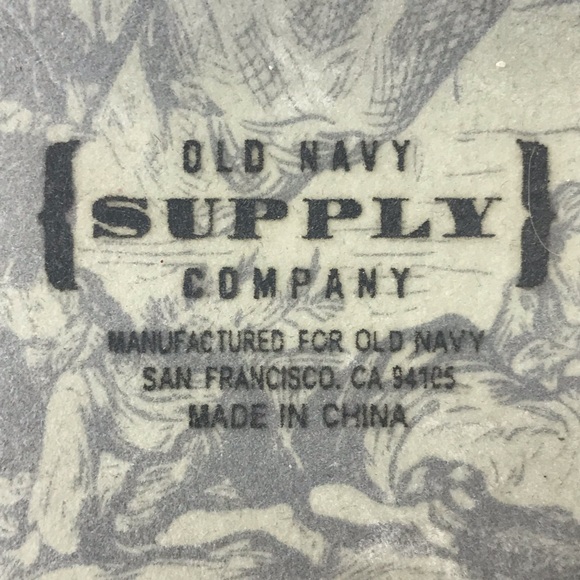 OLD NAVY
SUPPLY
COMPANY
MANUFACTURED FOR OLD NAVY
SAN FRANCISCO, CA 94105
MADE IN CHINA